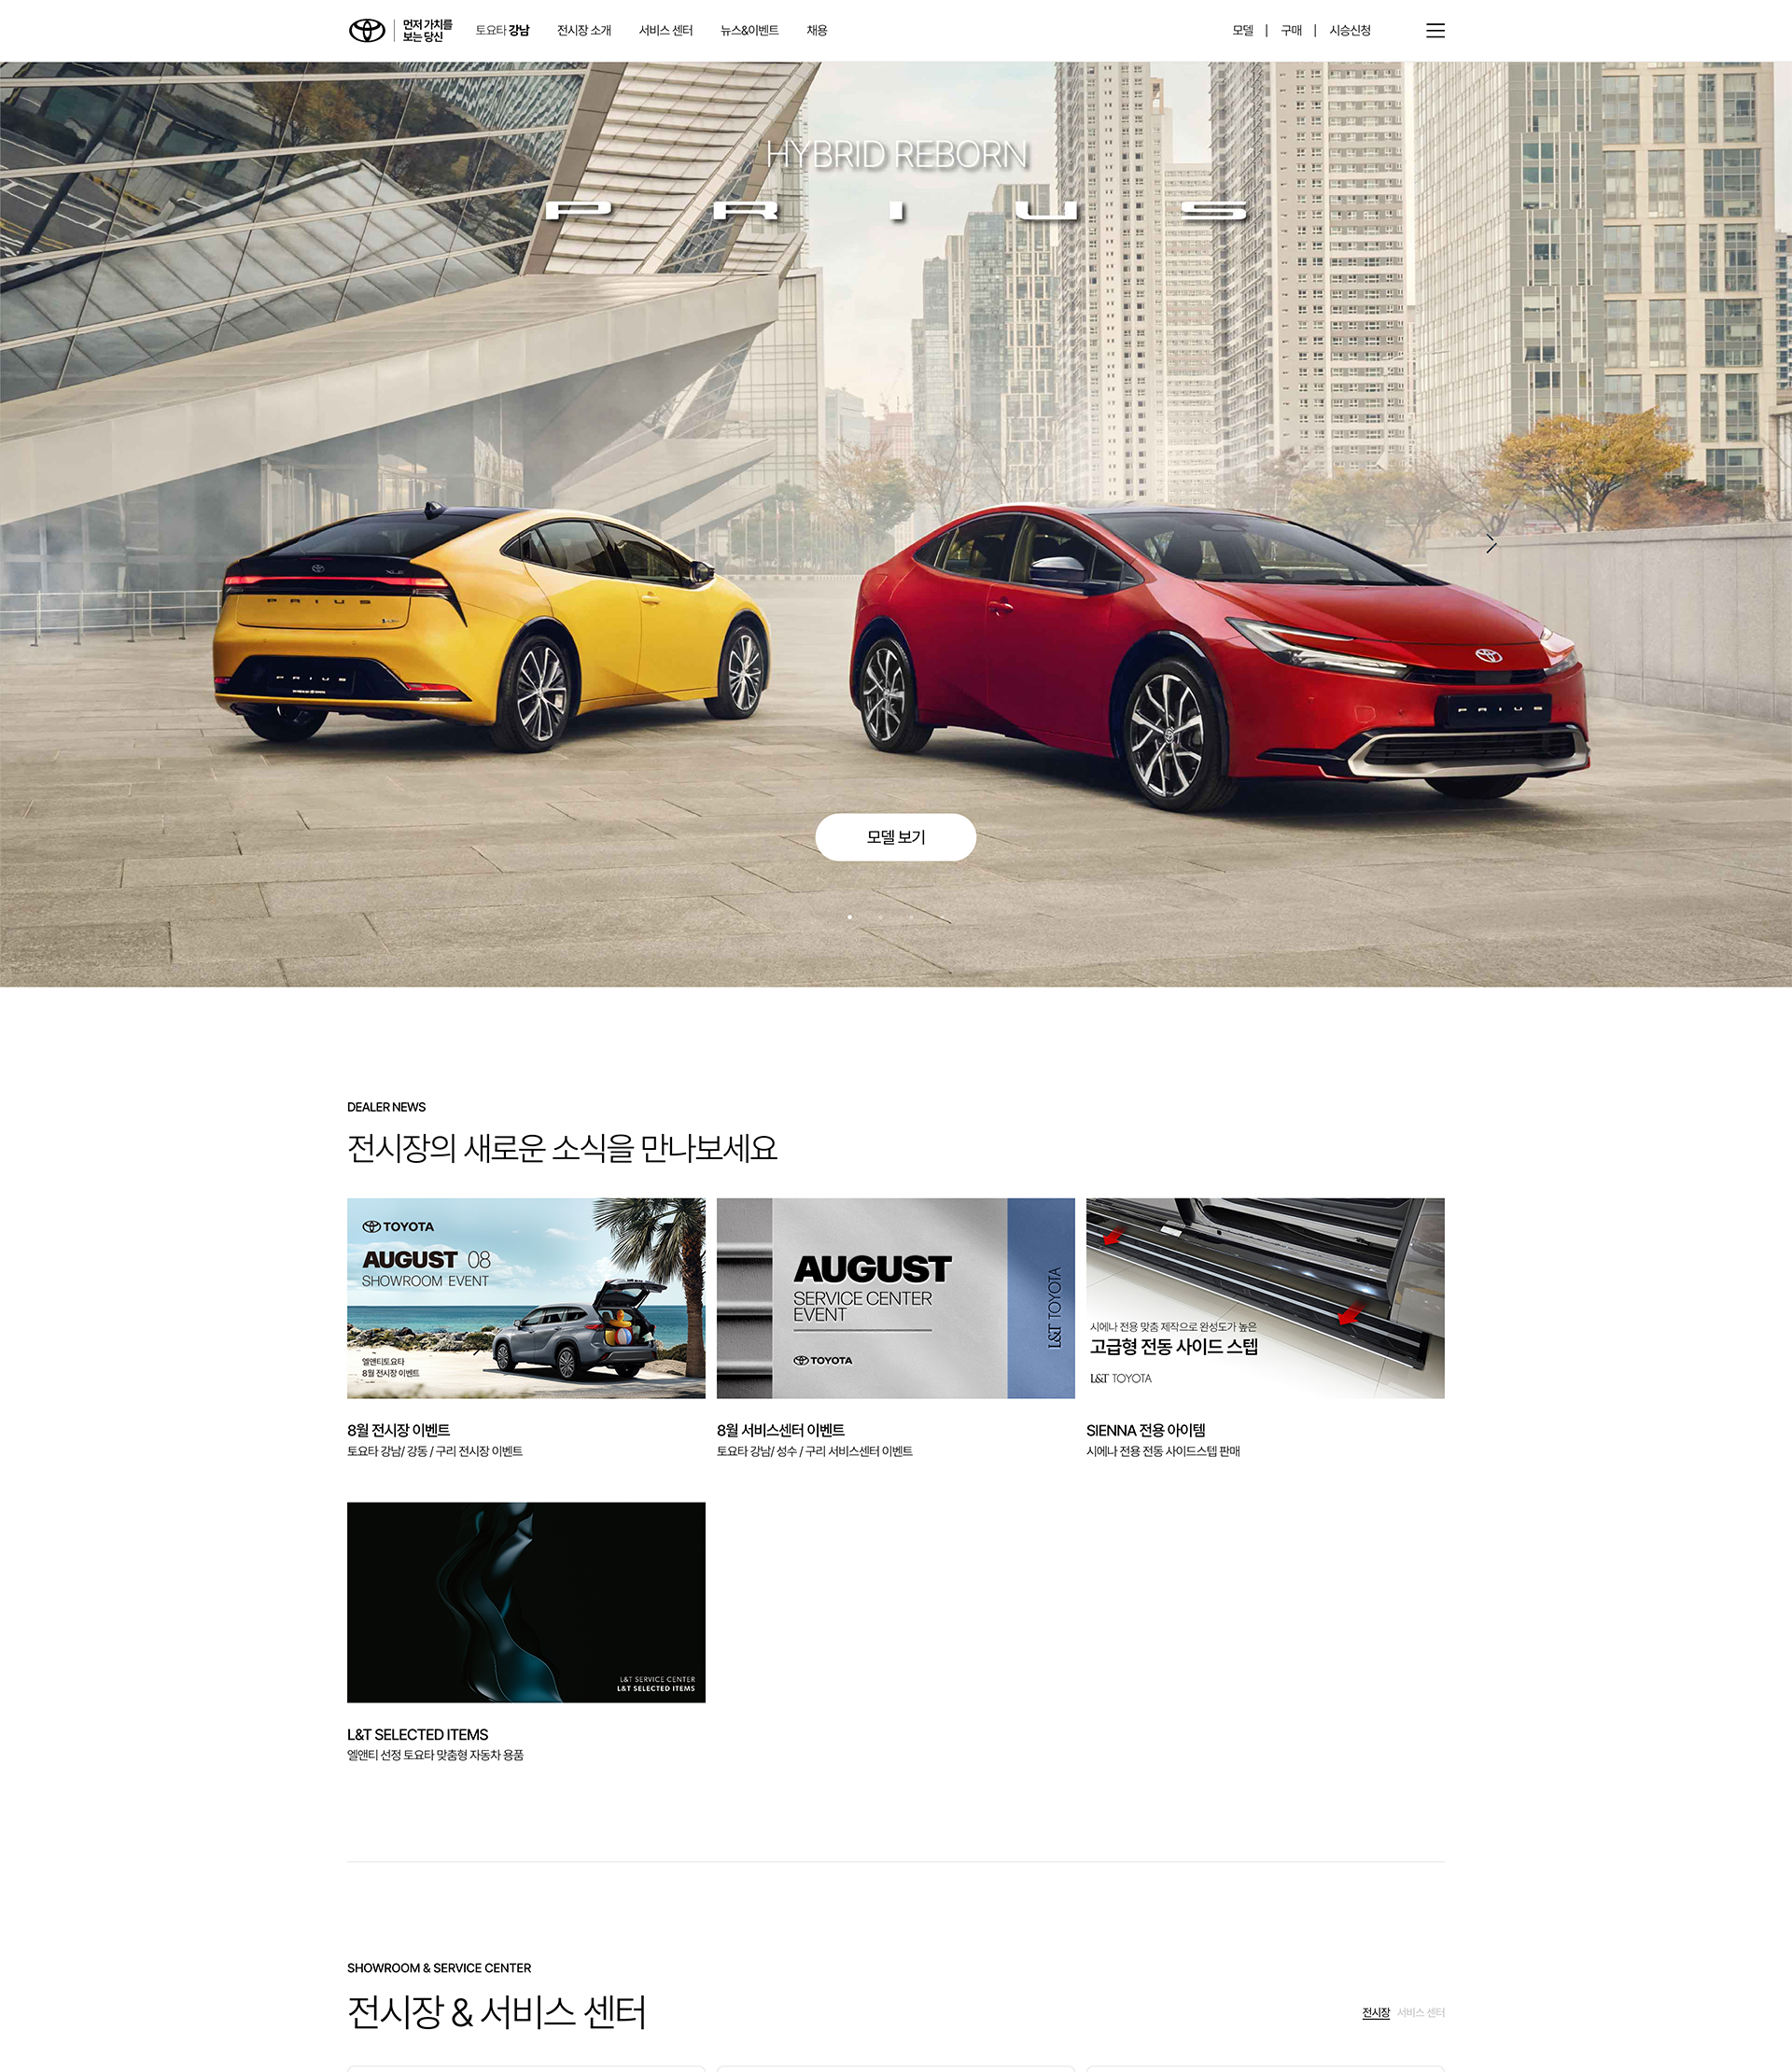 먼저 가치를
보는 당신
토요타 강남 전시장 소개 서비스 센터 뉴스&이벤트 채용
모델 | 구매 | 시승신청
HYBRID REBORN
PRIUS
XLE
PRIUS
PRIUS
PRIUS
모델 보기
DEALER NEWS
전시장의 새로운 소식을 만나보세요
TOYOTA
AUGUST 08
SHOWROOM EVENT
엘앤티토요타
8월 전시장 이벤트
AUGUST
SERVICE CENTER
EVENT
TOYOTA
L&T TOYOTA
시에나 전용 맞춤 제작으로 완성도가 높은
고급형 전동 사이드 스텝
L&T TOYOTA
8월 전시장 이벤트
토요타 강남/ 강동 / 구리 전시장 이벤트
8월 서비스센터 이벤트
토요타 강남/ 성수 / 구리 서비스센터 이벤트
SIENNA 전용 아이템
시에나 전용 전동 사이드스텝 판매
L&T SERVICE CENTER
L&T SELECTED ITEMS
L&T SELECTED ITEMS
엘앤티 선정 토요타 맞춤형 자동차 용품
SHOWROOM & SERVICE CENTER
전시장 & 서비스 센터
전시장 서비스 센터